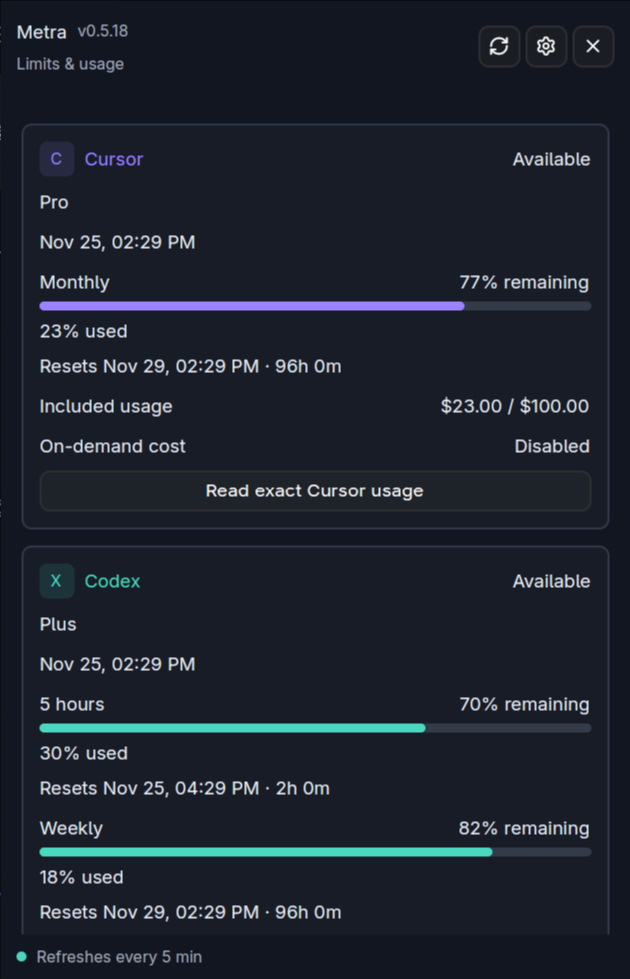 Metra v0.5.18
Limits & usage
C Cursor Available
Pro
Nov 25, 02:29 PM
Monthly 77% remaining
23% used
Resets Nov 29, 02:29 PM · 96h 0m
Included usage $23.00 / $100.00
On-demand cost Disabled
Read exact Cursor usage
X Codex Available
Plus
Nov 25, 02:29 PM
5 hours 70% remaining
30% used
Resets Nov 25, 04:29 PM · 2h 0m
Weekly 82% remaining
18% used
Resets Nov 29, 02:29 PM · 96h 0m
Refreshes every 5 min